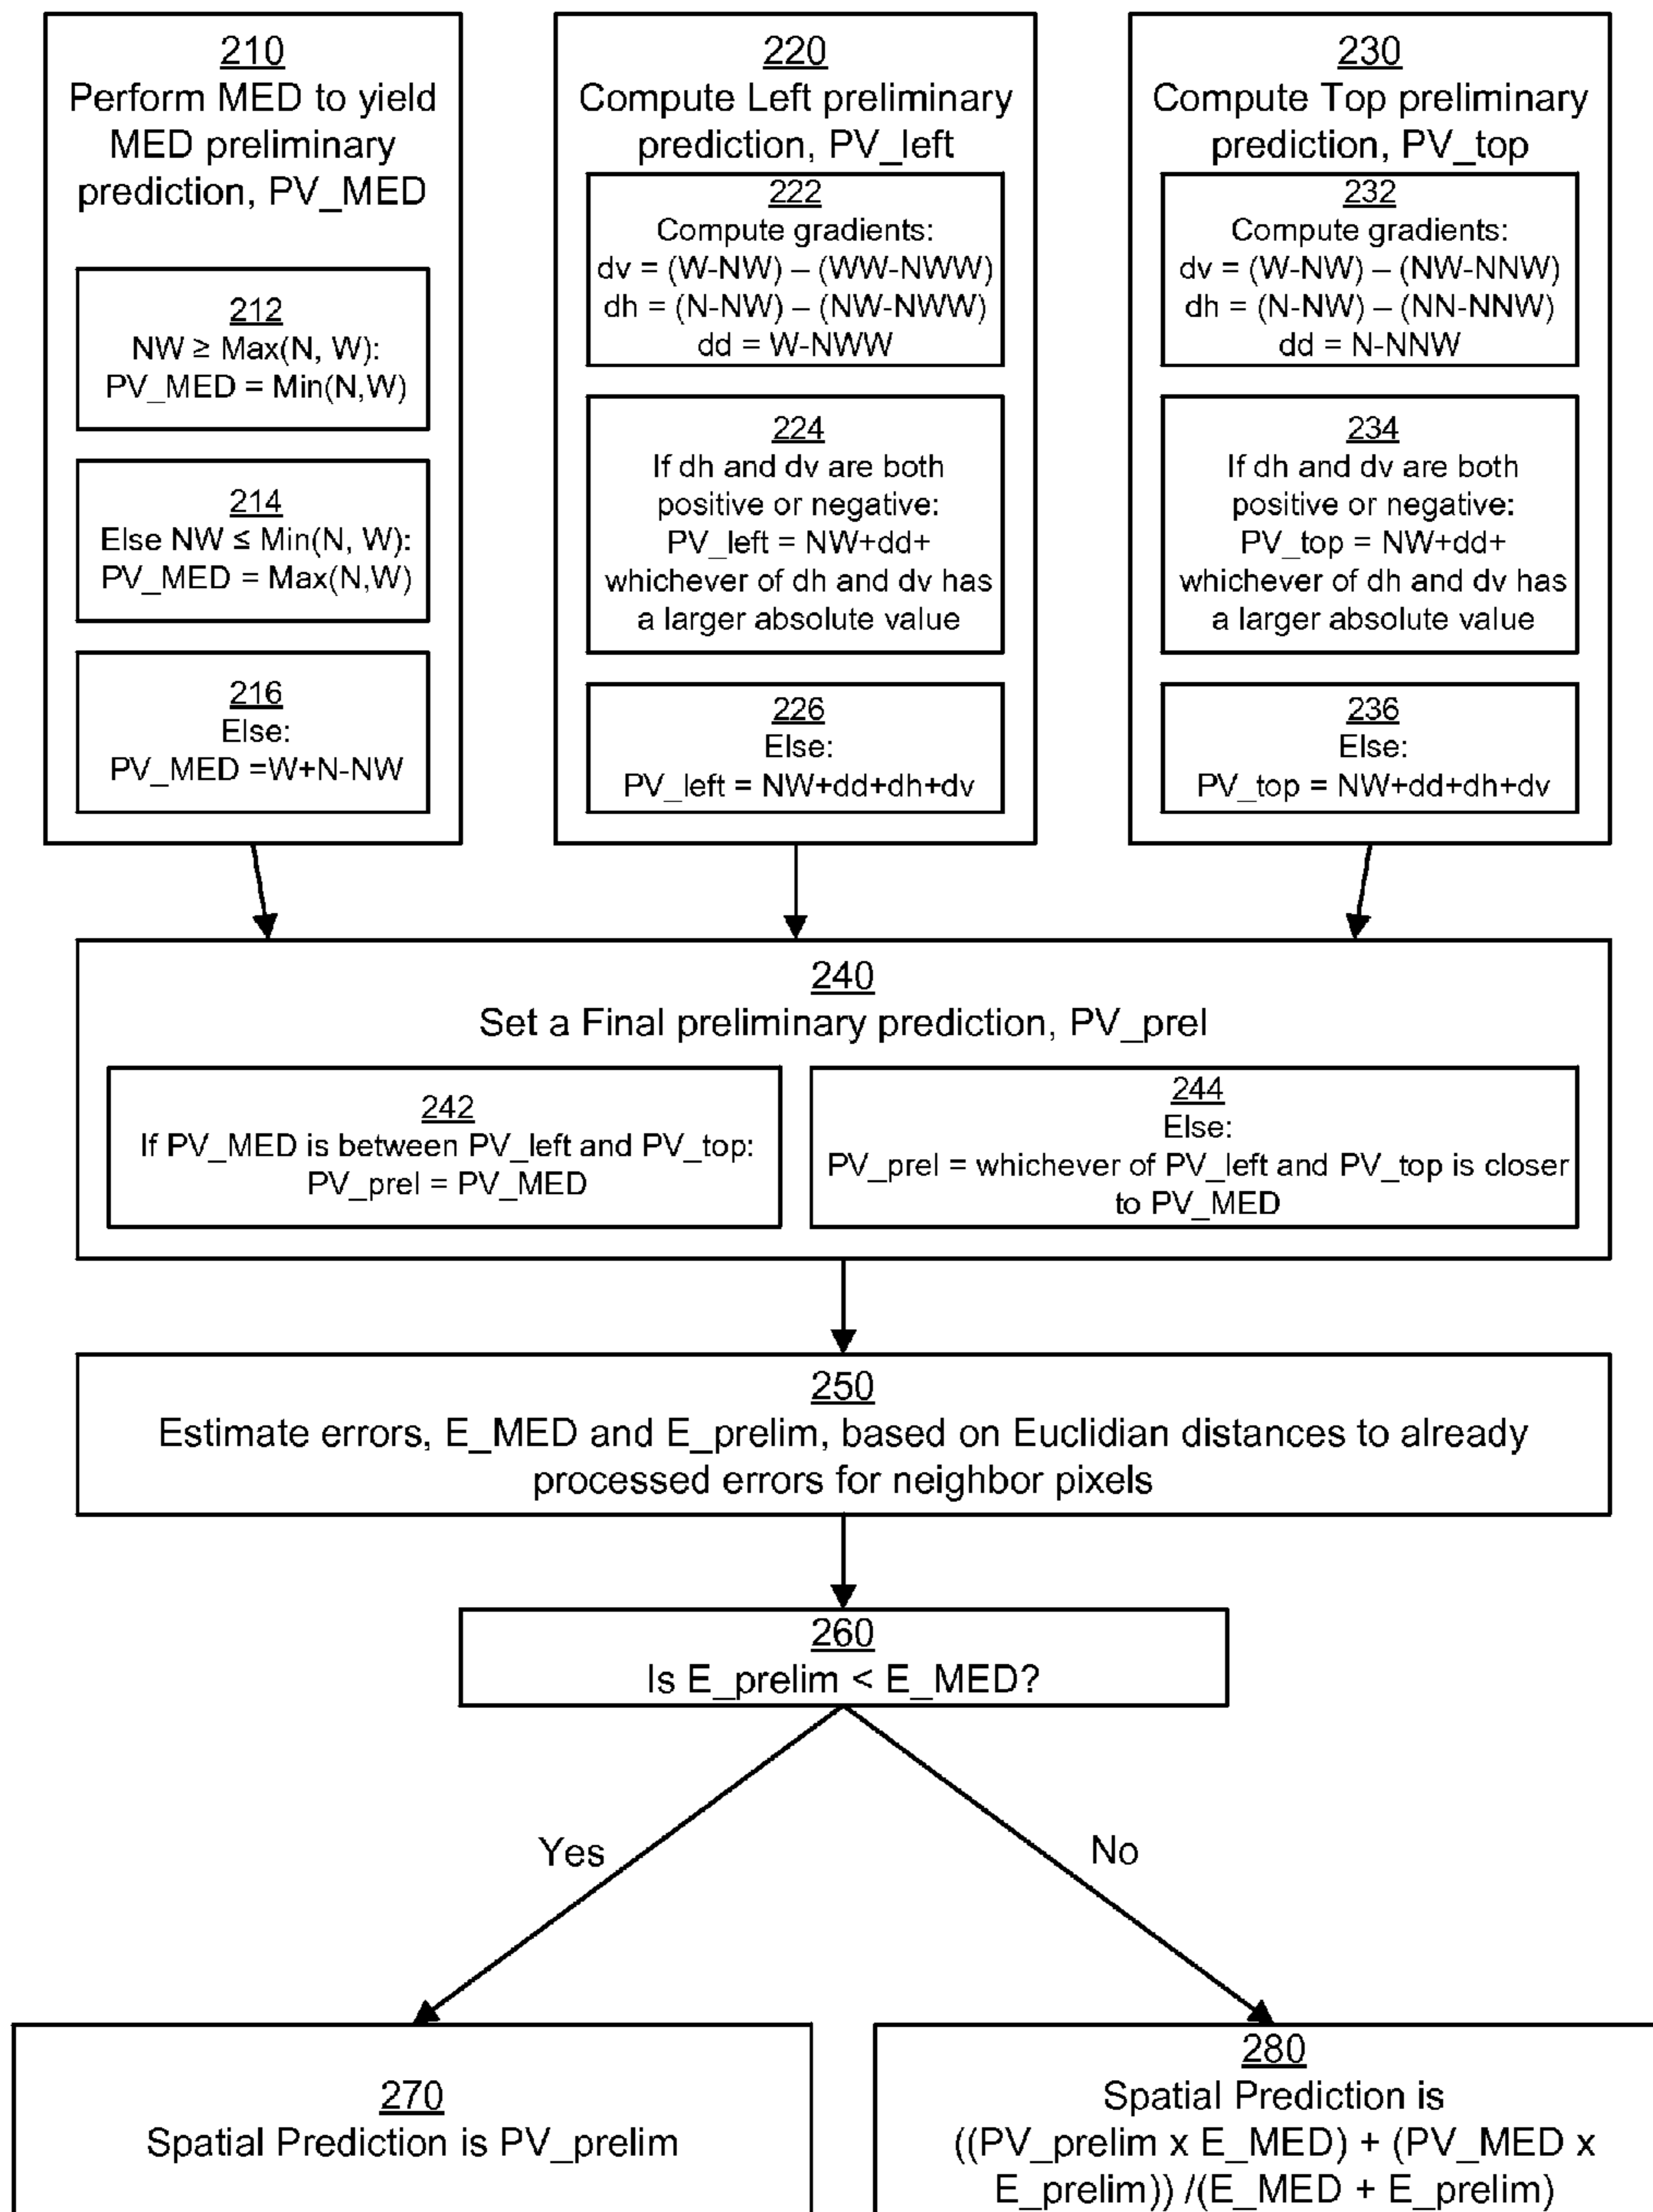 210
Perform MED to yield
MED preliminary
prediction, PV_MED
212
NW ≥ Max(N, W):
PV_MED = Min(N,W)
214
Else NW ≤ Min(N, W):
PV_MED = Max(N,W)
216
Else:
PV_MED =W+N-NW
220
Compute Left preliminary
prediction, PV_left
222
Compute gradients:
dv = (W-NW) – (WW-NWW)
dh = (N-NW) – (NW-NWW)
dd = W-NWW
224
If dh and dv are both
positive or negative:
PV_left = NW+dd+
whichever of dh and dv has
a larger absolute value
226
Else:
PV_left = NW+dd+dh+dv
230
Compute Top preliminary
prediction, PV_top
232
Compute gradients:
dv = (W-NW) – (NW-NNW)
dh = (N-NW) – (NN-NNW)
dd = N-NNW
234
If dh and dv are both
positive or negative:
PV_top = NW+dd+
whichever of dh and dv has
a larger absolute value
236
Else:
PV_top = NW+dd+dh+dv
240
Set a Final preliminary prediction, PV_prel
242
If PV_MED is between PV_left and PV_top:
PV_prel = PV_MED
244
Else:
PV_prel = whichever of PV_left and PV_top is closer
to PV_MED
250
Estimate errors, E_MED and E_prelim, based on Euclidian distances to already
processed errors for neighbor pixels
260
Is E_prelim < E_MED?
Yes
No
270
Spatial Prediction is PV_prelim
280
Spatial Prediction is
((PV_prelim x E_MED) + (PV_MED x
E_prelim)) /(E_MED + E_prelim)